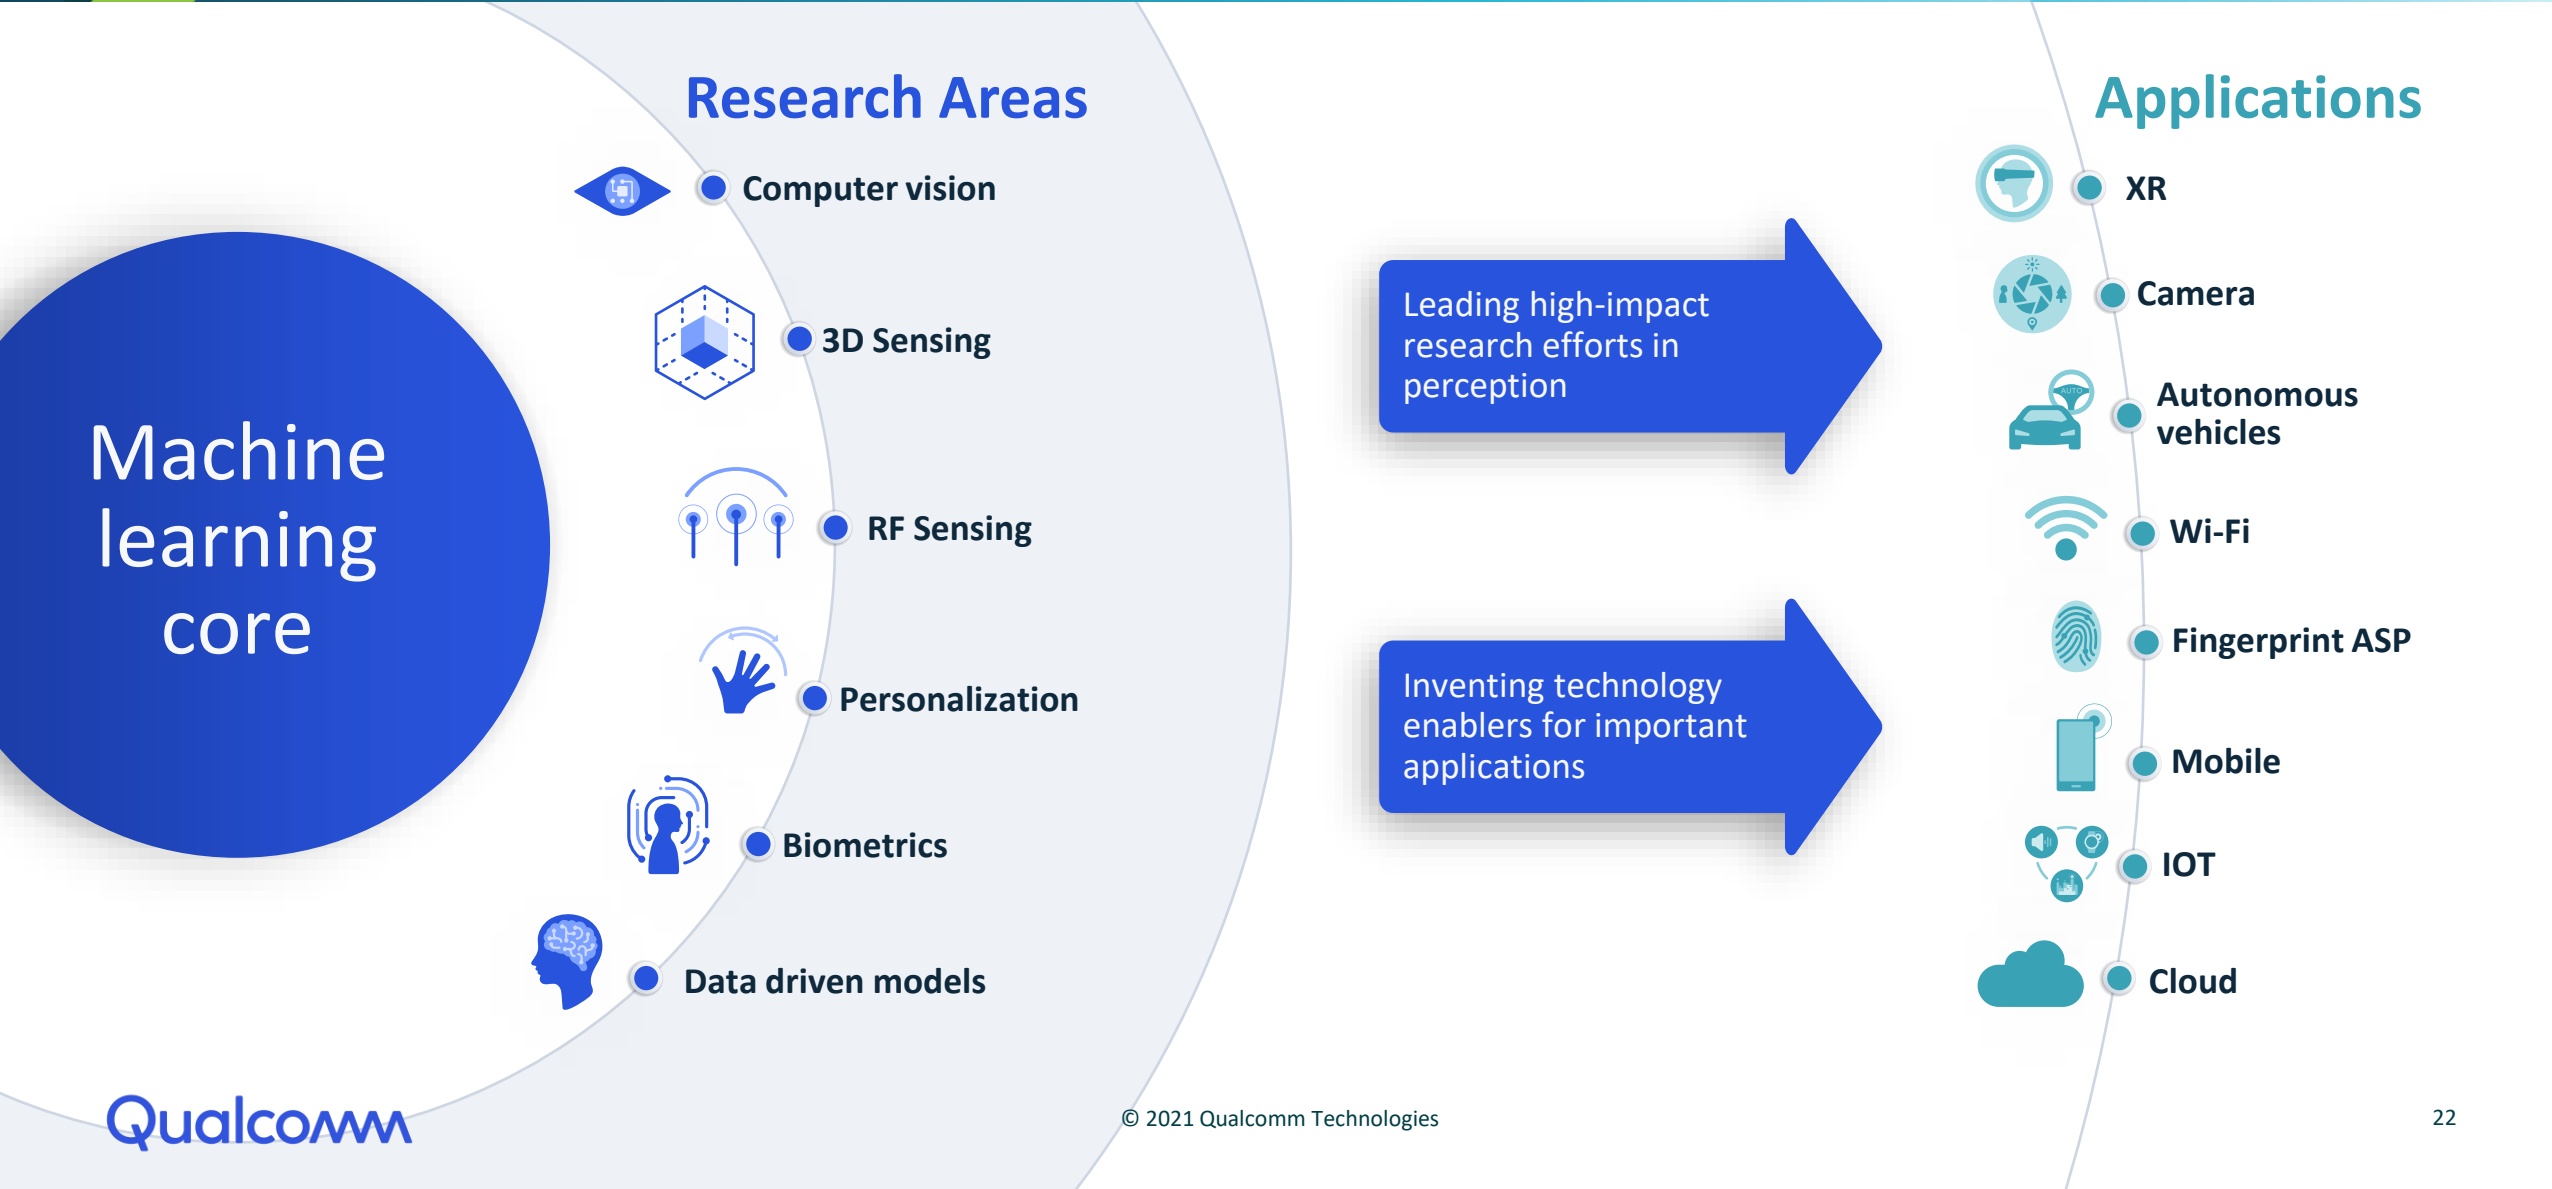 Research Areas
Computer vision
3D Sensing
RF Sensing
Personalization
Biometrics
Data driven models
Machine
learning
core
Leading high-impact
research efforts in
perception
Inventing technology
enablers for important
applications
Applications
XR
Camera
AUTO
Autonomous
vehicles
Wi-Fi
Fingerprint ASP
Mobile
IOT
Cloud
Qualcomm
© 2021 Qualcomm Technologies
22